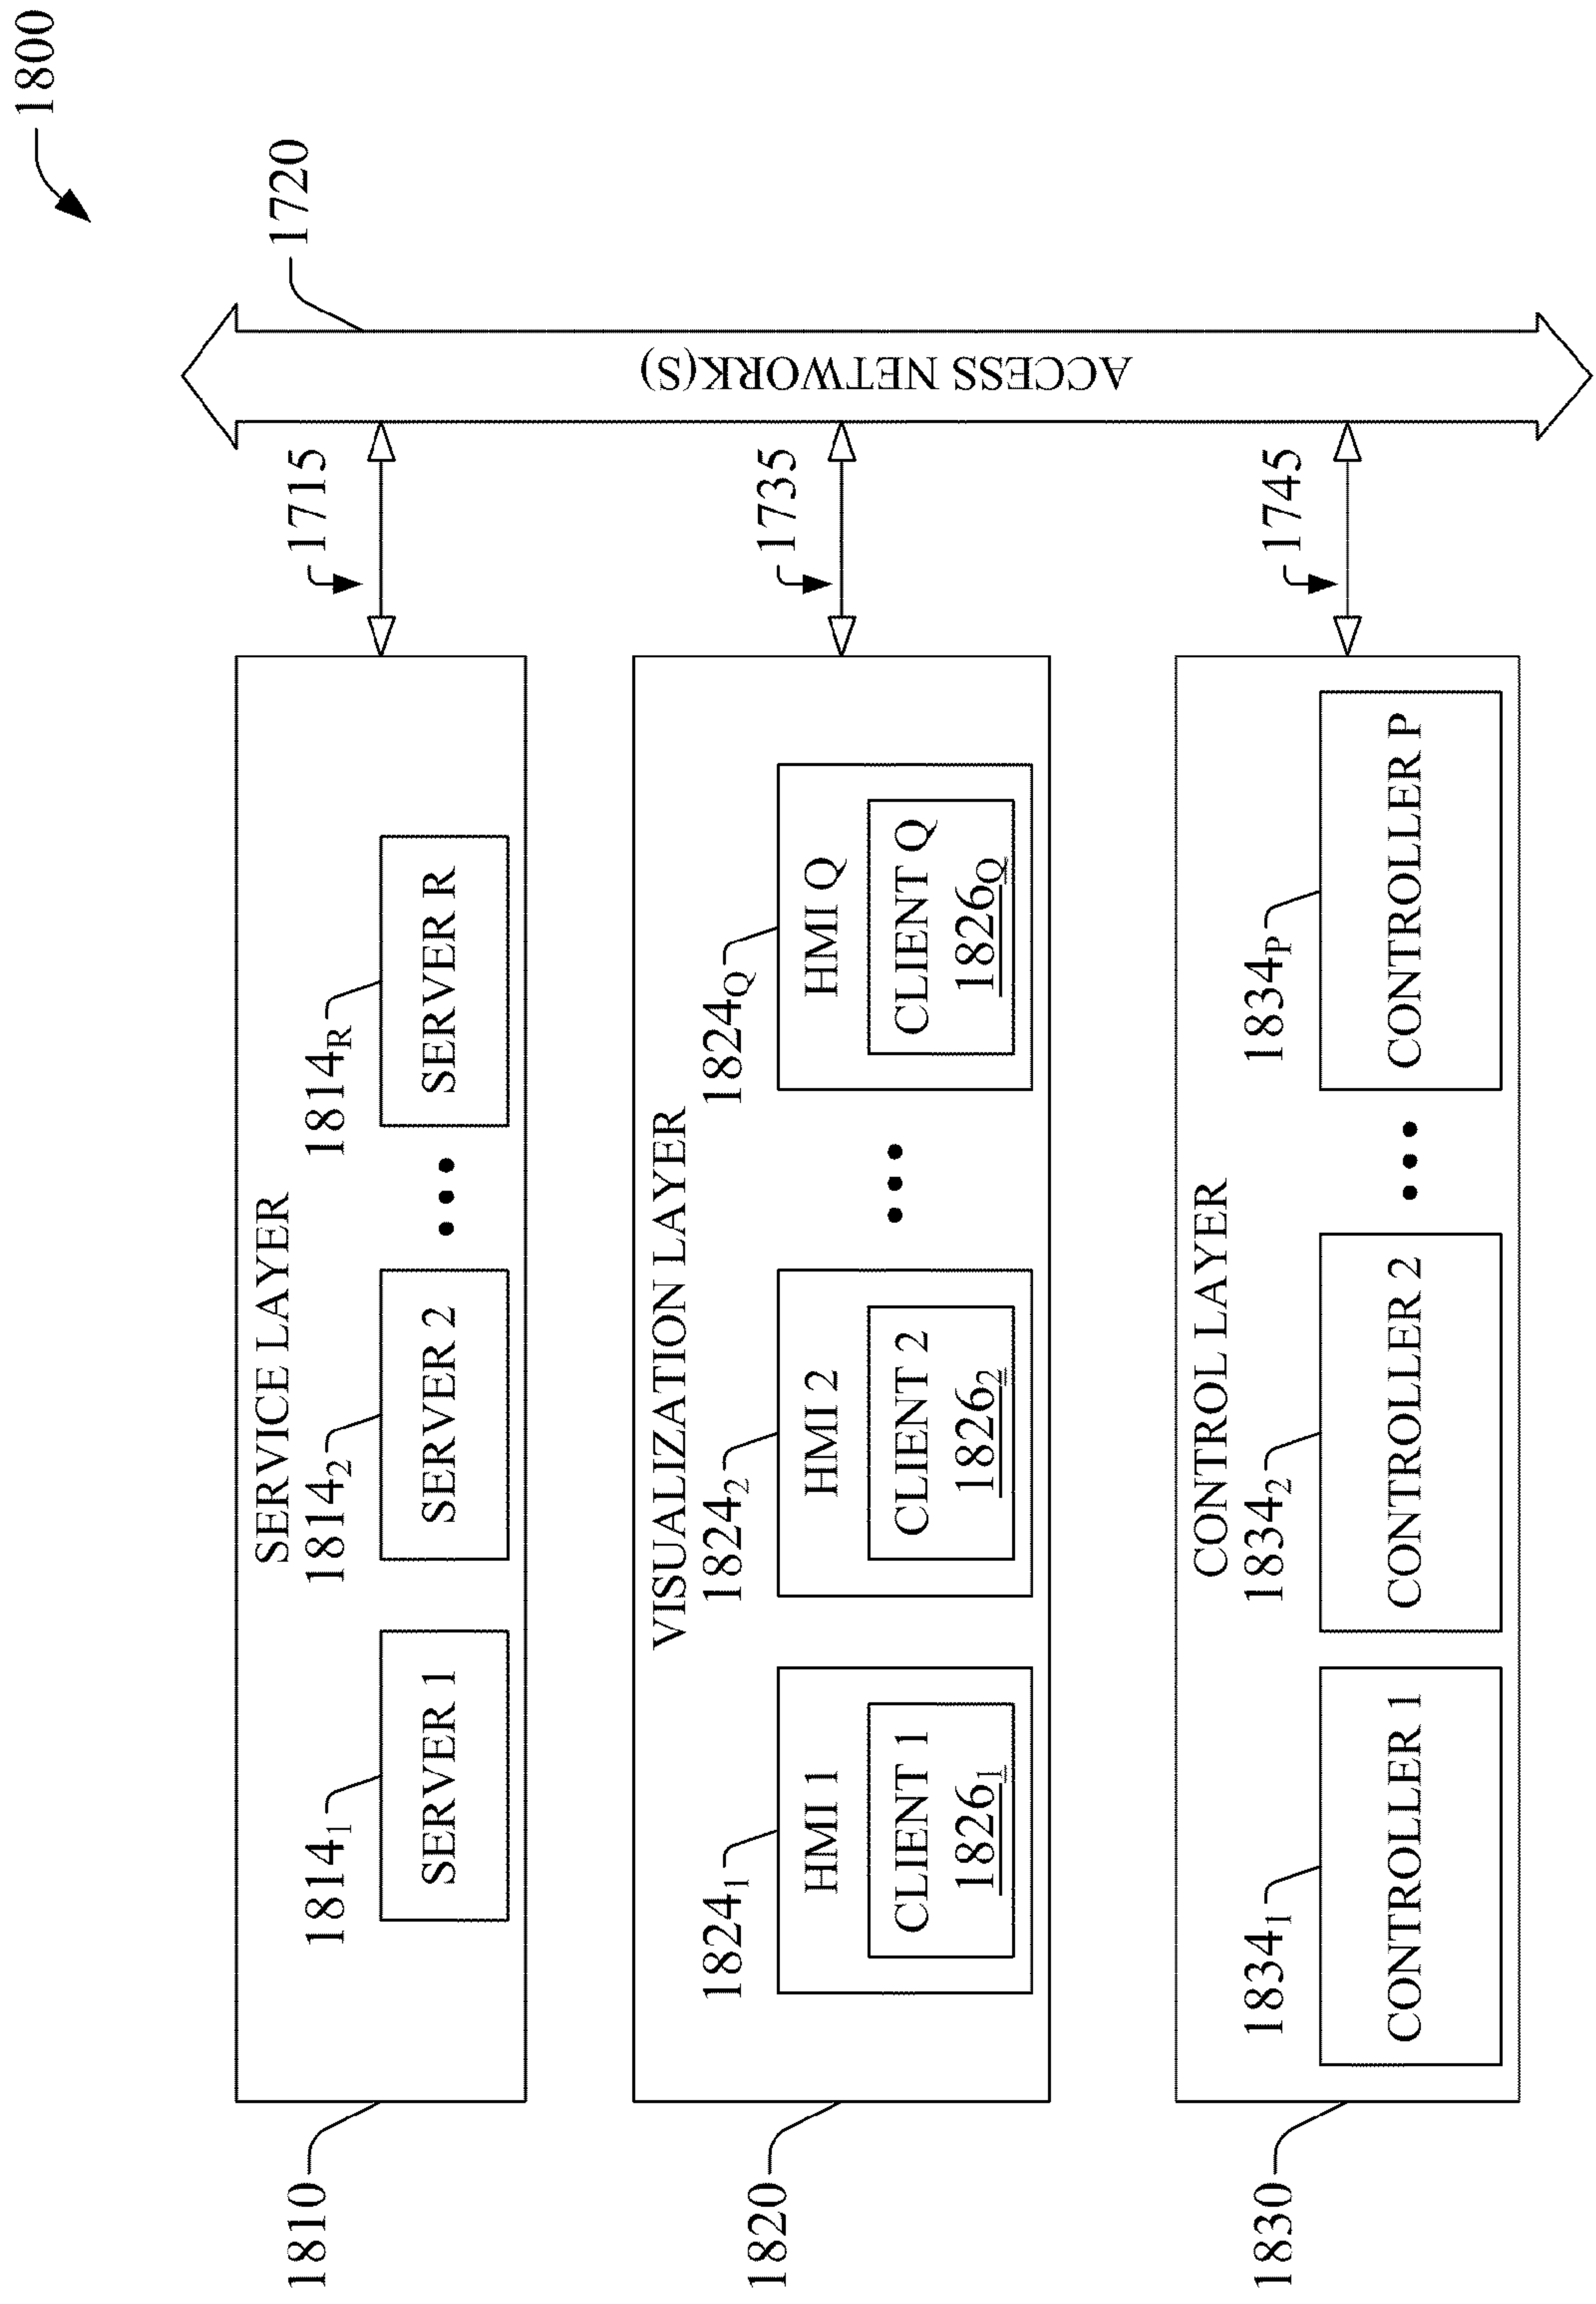 1800
1810
SERVICE LAYER
1814₁
SERVER 1
1814₂
SERVER 2
•••
1814R
SERVER R
1715
1720
ACCESS NETWORK(S)
1820
VISUALIZATION LAYER
1824₁
HMI 1
CLIENT 1
1826₁
1824₂
HMI 2
CLIENT 2
1826₂
•••
1824Q
HMI Q
CLIENT Q
1826Q
1735
1830
CONTROL LAYER
1834₁
CONTROLLER 1
1834₂
CONTROLLER 2
•••
1834P
CONTROLLER P
1745